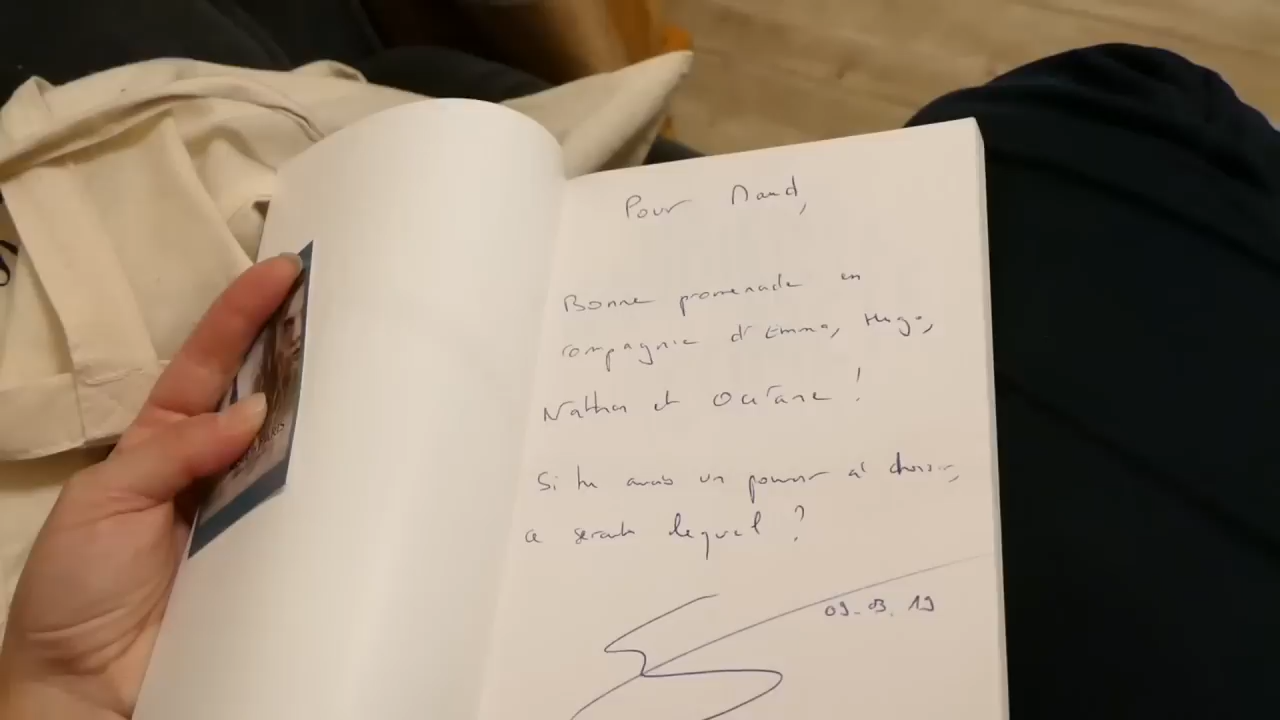 Pour Maud,
Bonne promenade en
compagnie d'Emma, Hugo,
Nathan et Océane !
Si tu avais un pouvoir à choisir,
ce serait lequel ?
09.03.19